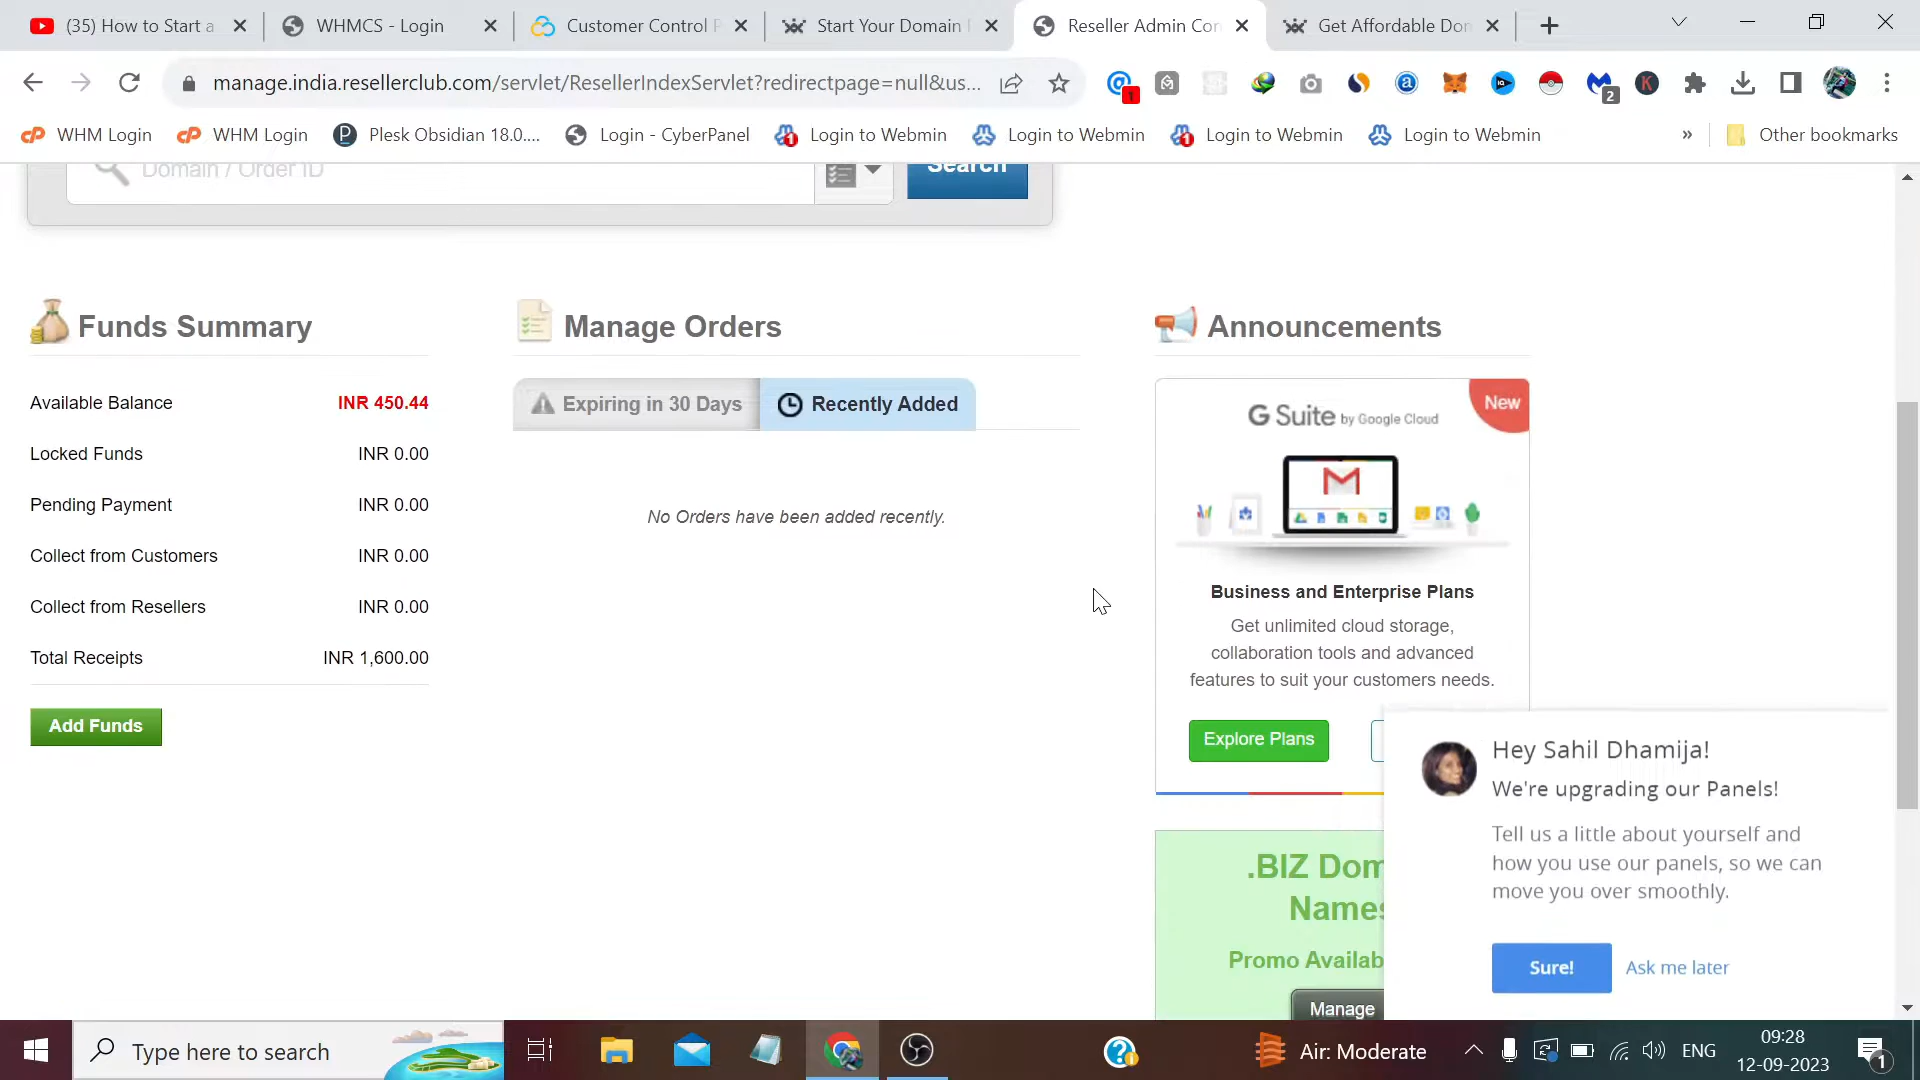 (35) How to Start a
WHMCS - Login
Customer Control P
Start Your Domain
Reseller Admin Con
Get Affordable Dom
manage.india.resellerclub.com/servlet/ResellerIndexServlet?redirectpage=null&us...
1
2
WHM Login
WHM Login
Plesk Obsidian 18.0....
Login - CyberPanel
Login to Webmin
Login to Webmin
Login to Webmin
Login to Webmin
»
Other bookmarks
Domain / Order ID
Search
Funds Summary
Available Balance INR 450.44
Locked Funds INR 0.00
Pending Payment INR 0.00
Collect from Customers INR 0.00
Collect from Resellers INR 0.00
Total Receipts INR 1,600.00
Add Funds
Manage Orders
Expiring in 30 Days
Recently Added
No Orders have been added recently.
Announcements
New
G Suite by Google Cloud
Business and Enterprise Plans
Get unlimited cloud storage,
collaboration tools and advanced
features to suit your customers needs.
Explore Plans
.BIZ Dom
Names
Promo Availab
Manage
Hey Sahil Dhamija!
We're upgrading our Panels!
Tell us a little about yourself and
how you use our panels, so we can
move you over smoothly.
Sure!
Ask me later
Type here to search
Air: Moderate
ENG
09:28
12-09-2023
1